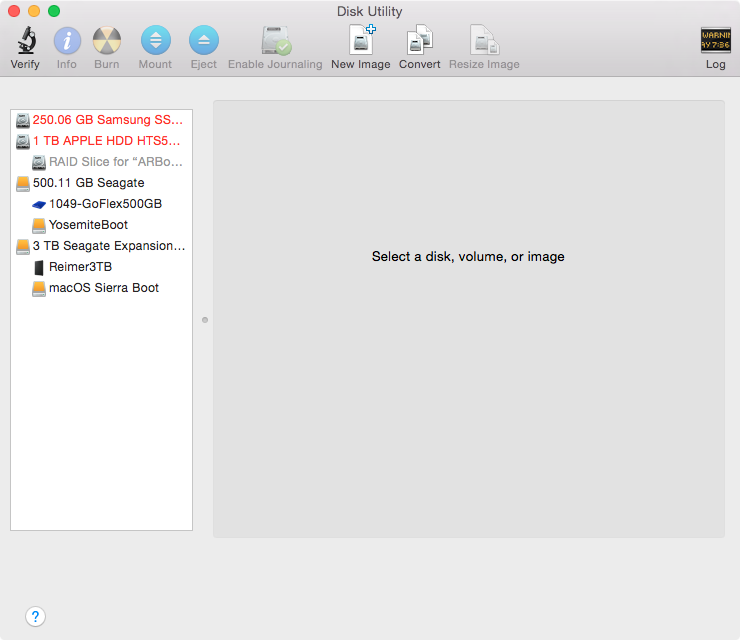 Disk Utility
Verify
Info
Burn
Mount
Eject
Enable Journaling
New Image
Convert
Resize Image
WARNIN
AY 7:36
Log
250.06 GB Samsung SS...
1 TB APPLE HDD HTS5...
RAID Slice for “ARBo...
500.11 GB Seagate
1049-GoFlex500GB
YosemiteBoot
3 TB Seagate Expansion...
Reimer3TB
macOS Sierra Boot
Select a disk, volume, or image
?